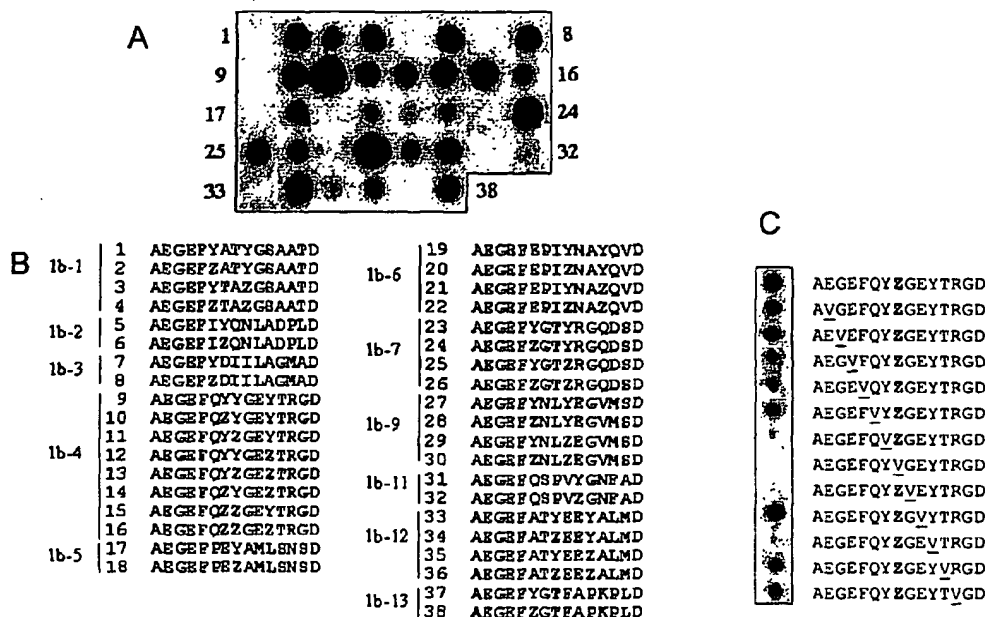 A
1 8
9 16
17 24
25 32
33 38
B
1b-1
1 AEGEFYATYGSAATD
2 AEGEFZATYGSAATD
3 AEGEFYTAZGSAATD
4 AEGEFZTAZGSAATD
1b-2
5 AEGEFIYQNLADPLD
6 AEGEFIZQNLADPLD
1b-3
7 AEGEFYDIILAGMAD
8 AEGEFZDIILAGMAD
1b-4
9 AEGEFQYYGEYTRGD
10 AEGEFQZYGEYTRGD
11 AEGEFQYZGEYTRGD
12 AEGEFQYYGEZTRGD
13 AEGEFQYZGEZTRGD
14 AEGEFQZYGEZTRGD
15 AEGEFQZZGEYTRGD
16 AEGEFQZZGEZTRGD
1b-5
17 AEGEFPEYAMLSNSD
18 AEGEFPEZAMLSNSD
1b-6
19 AEGEFEPIYNAYQVD
20 AEGEFEPIZNAYQVD
21 AEGEFEPIYNAZQVD
22 AEGEFEPIZNAZQVD
1b-7
23 AEGEFYGTYRGQDSD
24 AEGEFZGTYRGQDSD
25 AEGEFYGTZRGQDSD
26 AEGEFZGTZRGQDSD
1b-9
27 AEGEFYNLYEGVMSD
28 AEGEFZNLYEGVMSD
29 AEGEFYNLZEGVMSD
30 AEGEFZNLZEGVMSD
1b-11
31 AEGEFQSPVYGNFAD
32 AEGEFQSPVZGNFAD
1b-12
33 AEGEFATYEEYALMD
34 AEGEFATZEEYALMD
35 AEGEFATYEEZALMD
36 AEGEFATZEEZALMD
1b-13
37 AEGEFYGTFAPKPLD
38 AEGEFZGTFAPKPLD
C
AEGEFQYZGEYTRGD
AVGEFQYZGEYTRGD
AEVEFQYZGEYTRGD
AEGVFQYZGEYTRGD
AEGEVQYZGEYTRGD
AEGEFVYZGEYTRGD
AEGEFQVZGEYTRGD
AEGEFQYVGEYTRGD
AEGEFQYZVEYTRGD
AEGEFQYZGVYTRGD
AEGEFQYZGEVTRGD
AEGEFQYZGEYVRGD
AEGEFQYZGEYTVGD